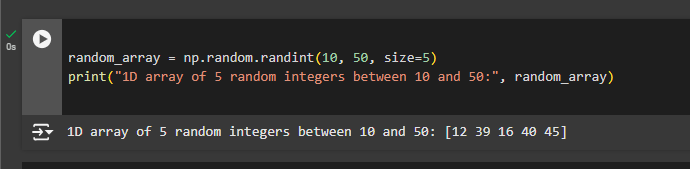 random_array = np.random.randint(10, 50, size=5)
0s
print("1D array of 5 random integers between 10 and 50:", random_array)
1D array of 5 random integers between 10 and 50: [12 39 16 40 45]